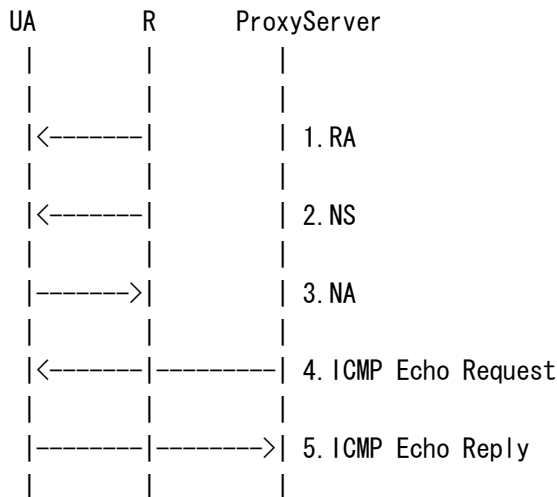 UA R ProxyServer
| | |
| | |
|<-------| | 1.RA
| | |
|<-------| | 2.NS
| | |
|------->| | 3.NA
| | |
|<-------|---------| 4.ICMP Echo Request
| | |
|--------|-------->| 5.ICMP Echo Reply
| | |